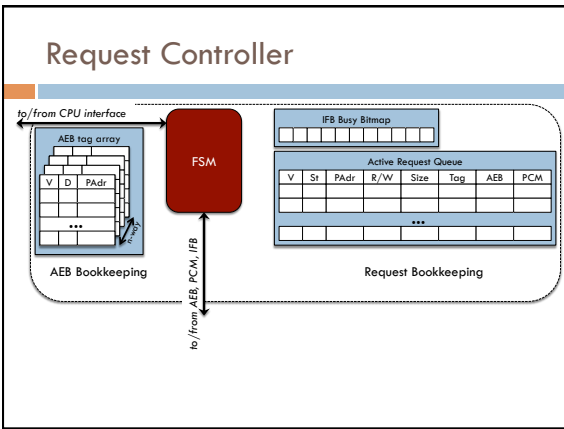 Request Controller
to/from CPU interface
AEB tag array
V D PAdr
...
n-way
AEB Bookkeeping
FSM
to/from AEB, PCM, IFB
IFB Busy Bitmap
Active Request Queue
V St PAdr R/W Size Tag AEB PCM
...
Request Bookkeeping